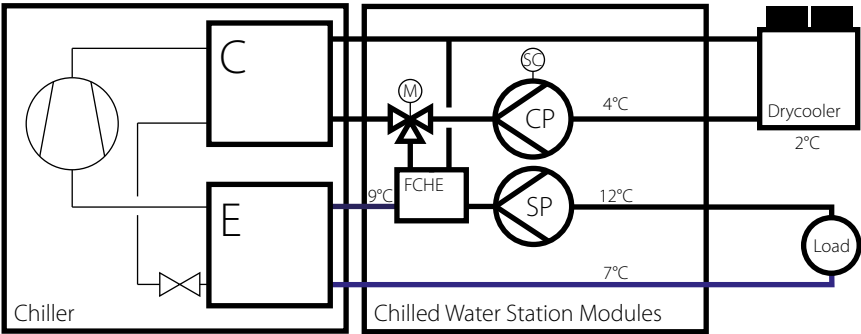 C
SC
M
CP
4°C
Drycooler
2°C
FCHE
9°C
E
SP
12°C
Load
7°C
Chiller
Chilled Water Station Modules